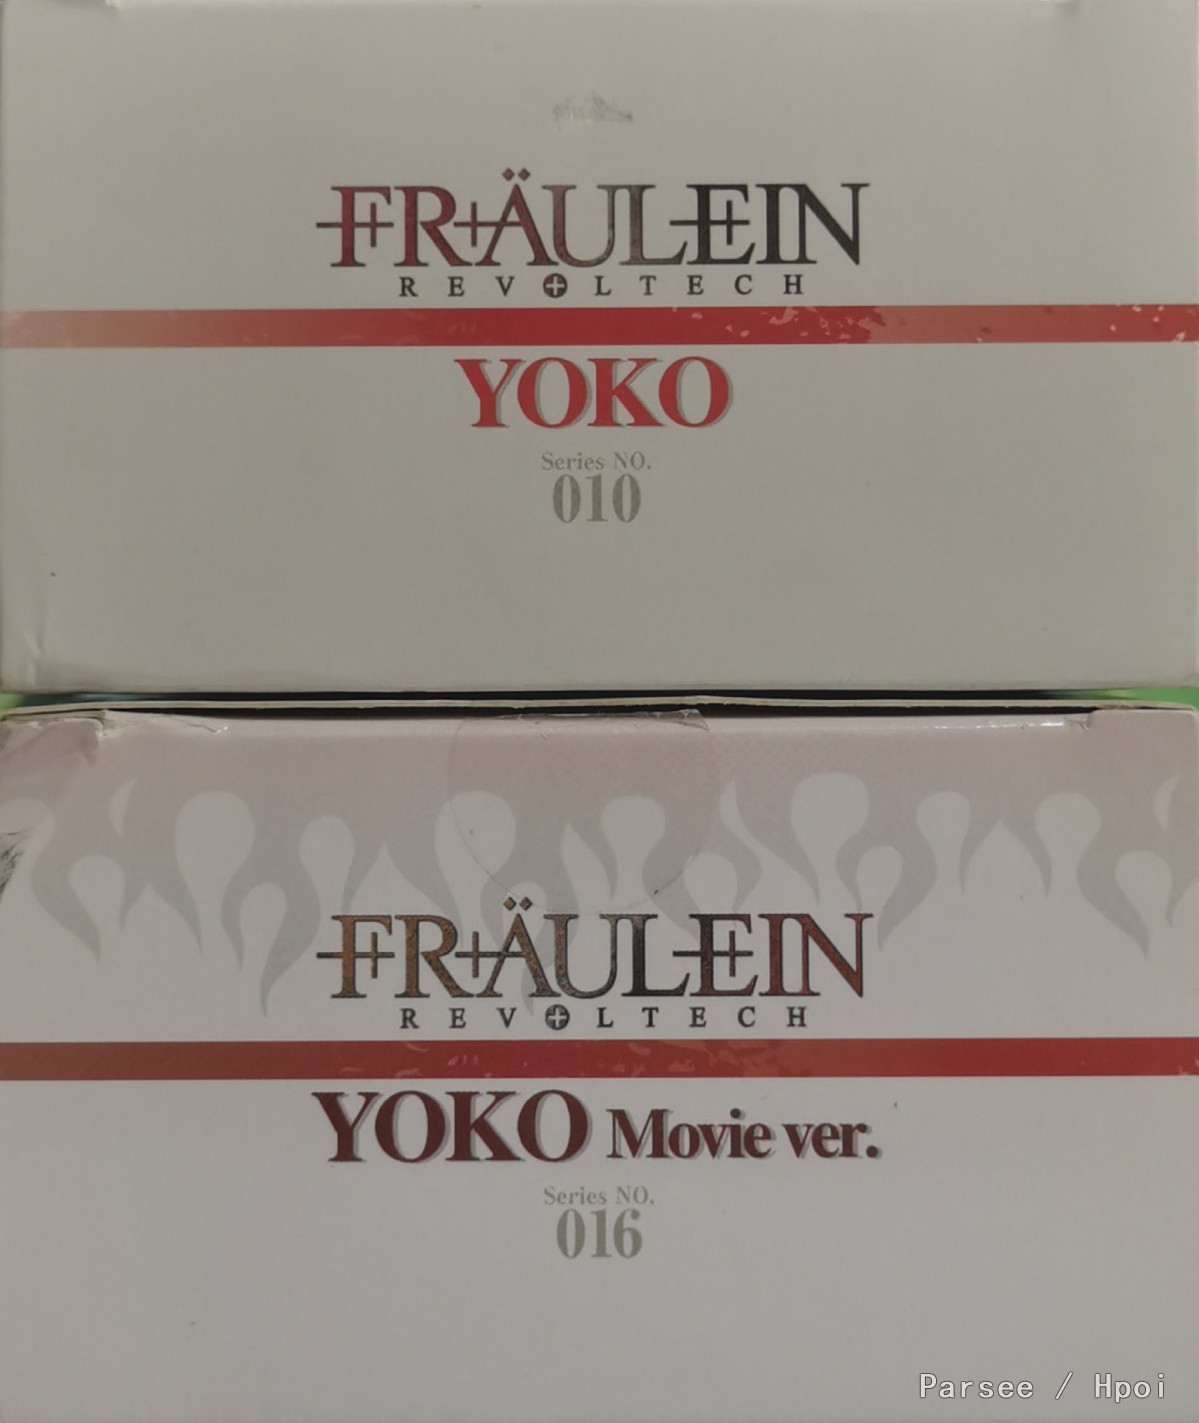 FRÄULEIN
REVOLTECH
YOKO
Series NO.
010
FRÄULEIN
REVOLTECH
YOKO Movie ver.
Series NO.
016
Parsee / Hpoi